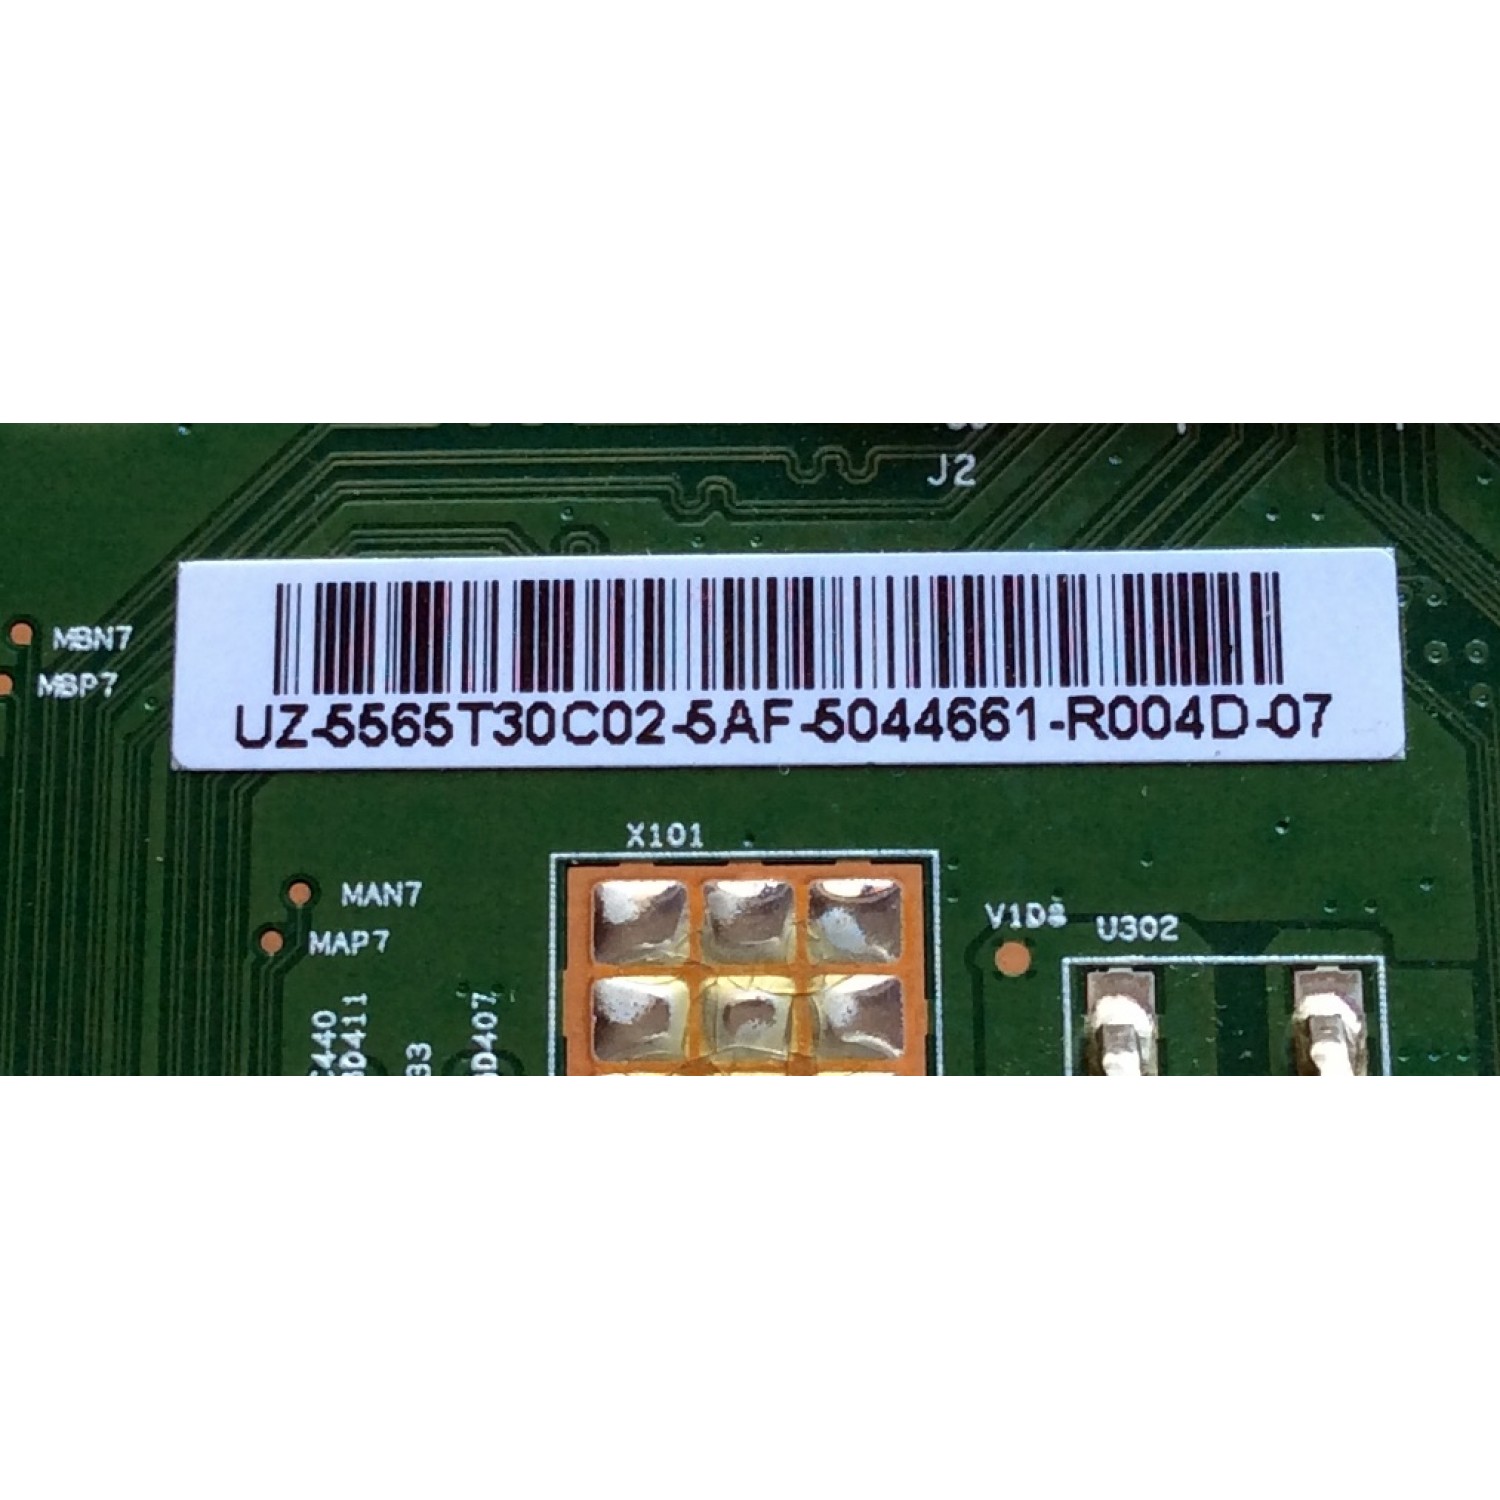 J2
MBN7
MBP7
UZ-5565T30C02-5AF-5044661-R004D-07
X101
MAN7
MAP7
V1D8
U302